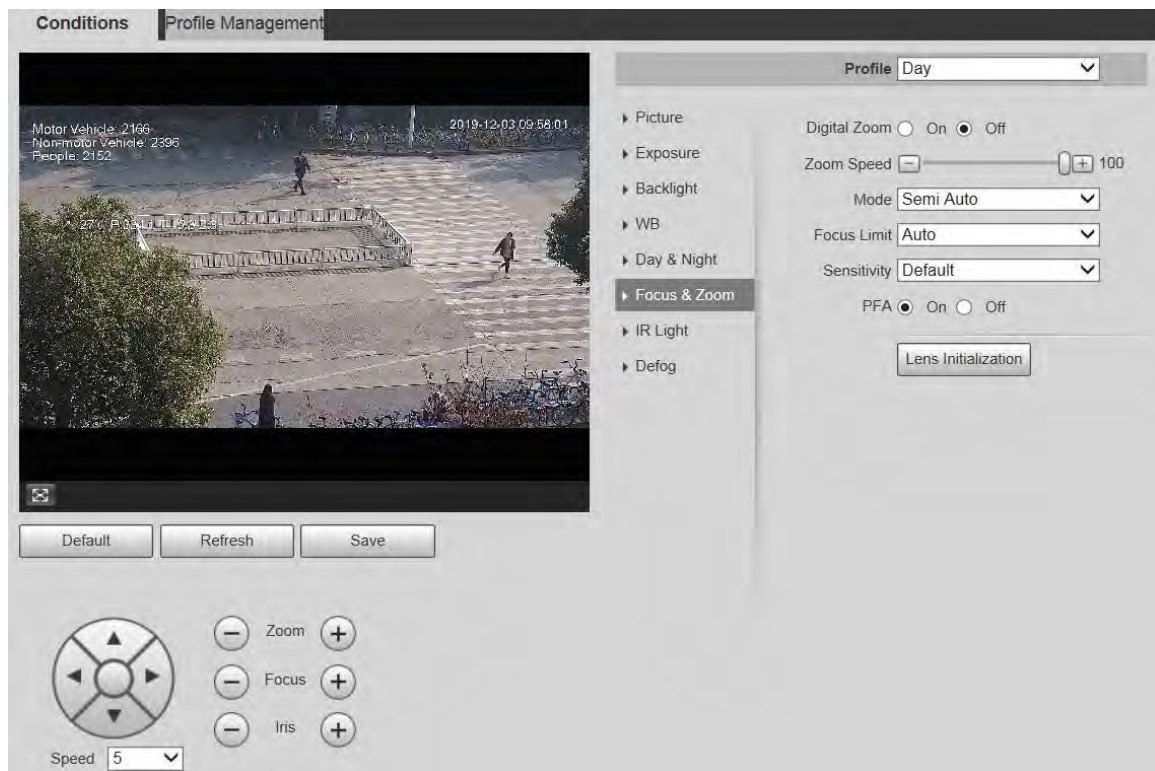 Conditions
Profile Management
Motor Vehicle: 2166
Non-motor Vehicle: 2396
People: 2152
2019-12-03 09:58:01
Profile Day
Picture
Exposure
Backlight
WB
Day & Night
Focus & Zoom
IR Light
Defog
Digital Zoom On Off
Zoom Speed 100
Mode Semi Auto
Focus Limit Auto
Sensitivity Default
PFA On Off
Lens Initialization
Default
Refresh
Save
Zoom
Focus
Iris
Speed 5